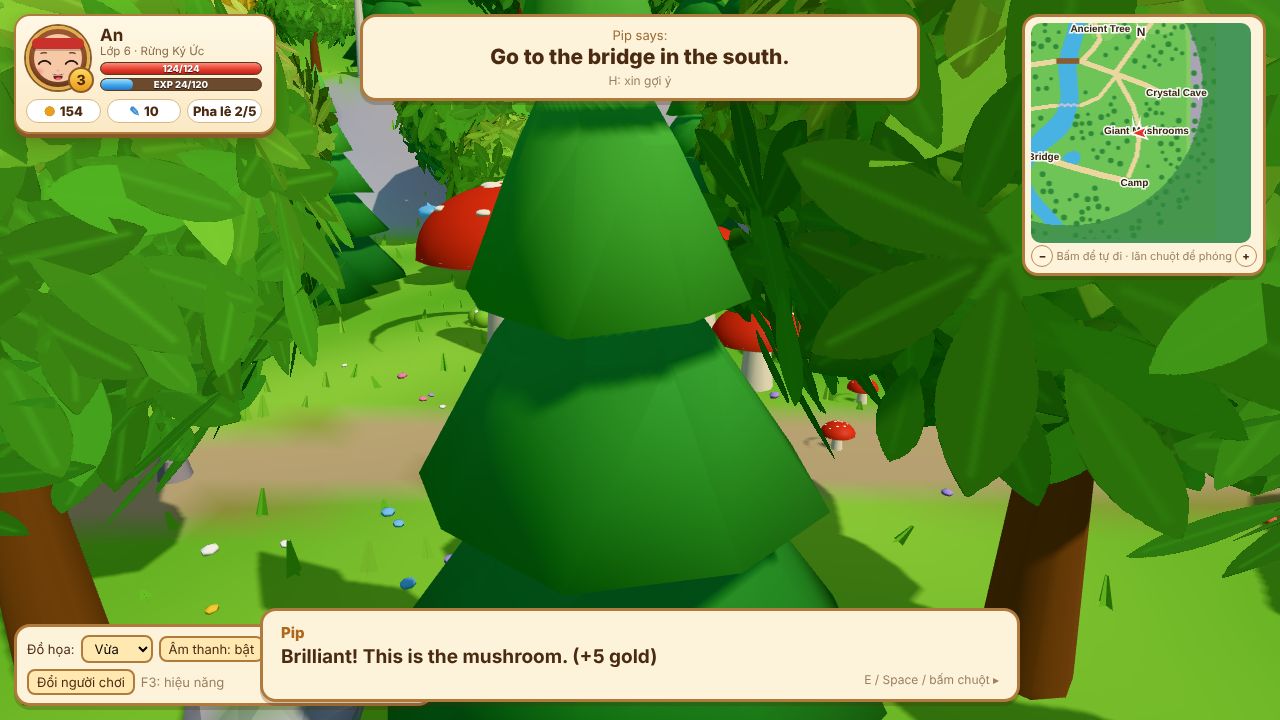 An
Lớp 6 · Rừng Ký Ức
124/124
3
EXP 24/120
154
10
Pha lê 2/5
Pip says:
Go to the bridge in the south.
H: xin gợi ý
Ancient Tree
N
Crystal Cave
Giant Mushrooms
Bridge
Camp
−
Bấm để tự đi · lăn chuột để phóng
+
Đồ họa:
Vừa
Âm thanh: bật
Đổi người chơi
F3: hiệu năng
Pip
Brilliant! This is the mushroom. (+5 gold)
E / Space / bấm chuột ▸